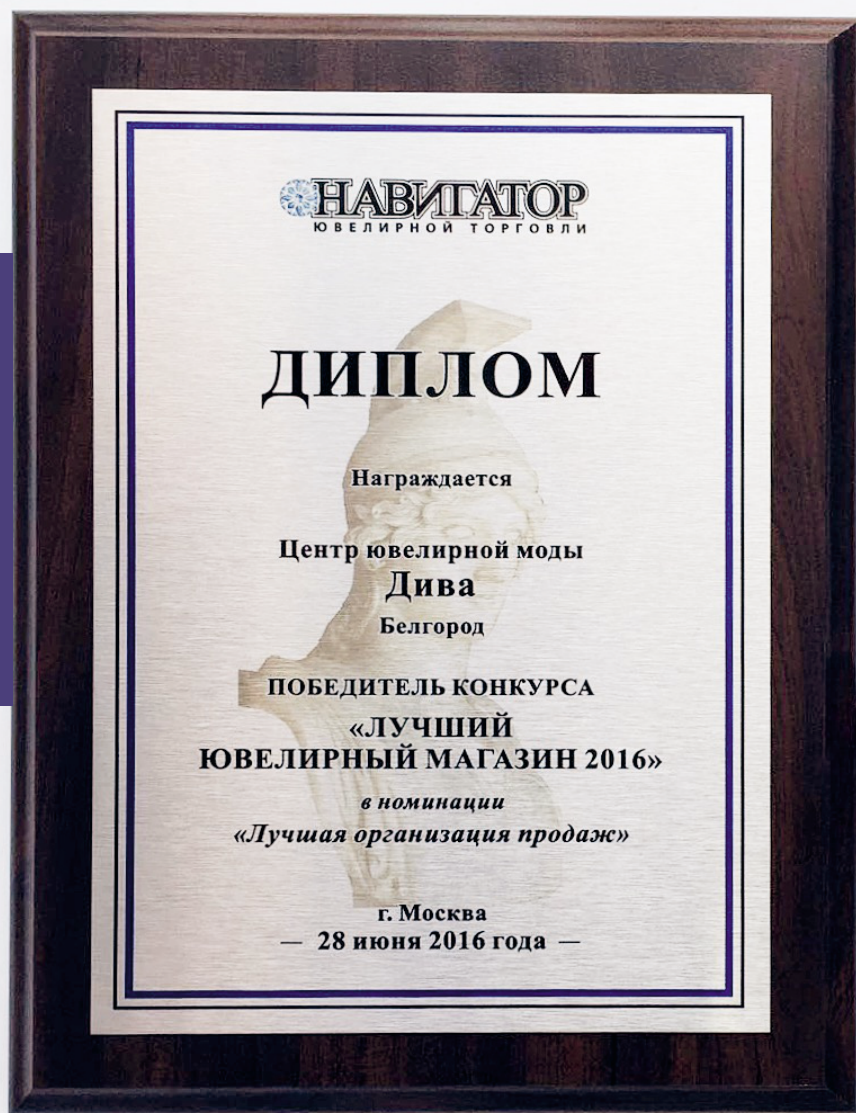 НАВИГАТОР
ЮВЕЛИРНОЙ ТОРГОВЛИ
ДИПЛОМ
Награждается
Центр ювелирной моды
Дива
Белгород
ПОБЕДИТЕЛЬ КОНКУРСА
«ЛУЧШИЙ
ЮВЕЛИРНЫЙ МАГАЗИН 2016»
в номинации
«Лучшая организация продаж»
г. Москва
— 28 июня 2016 года —